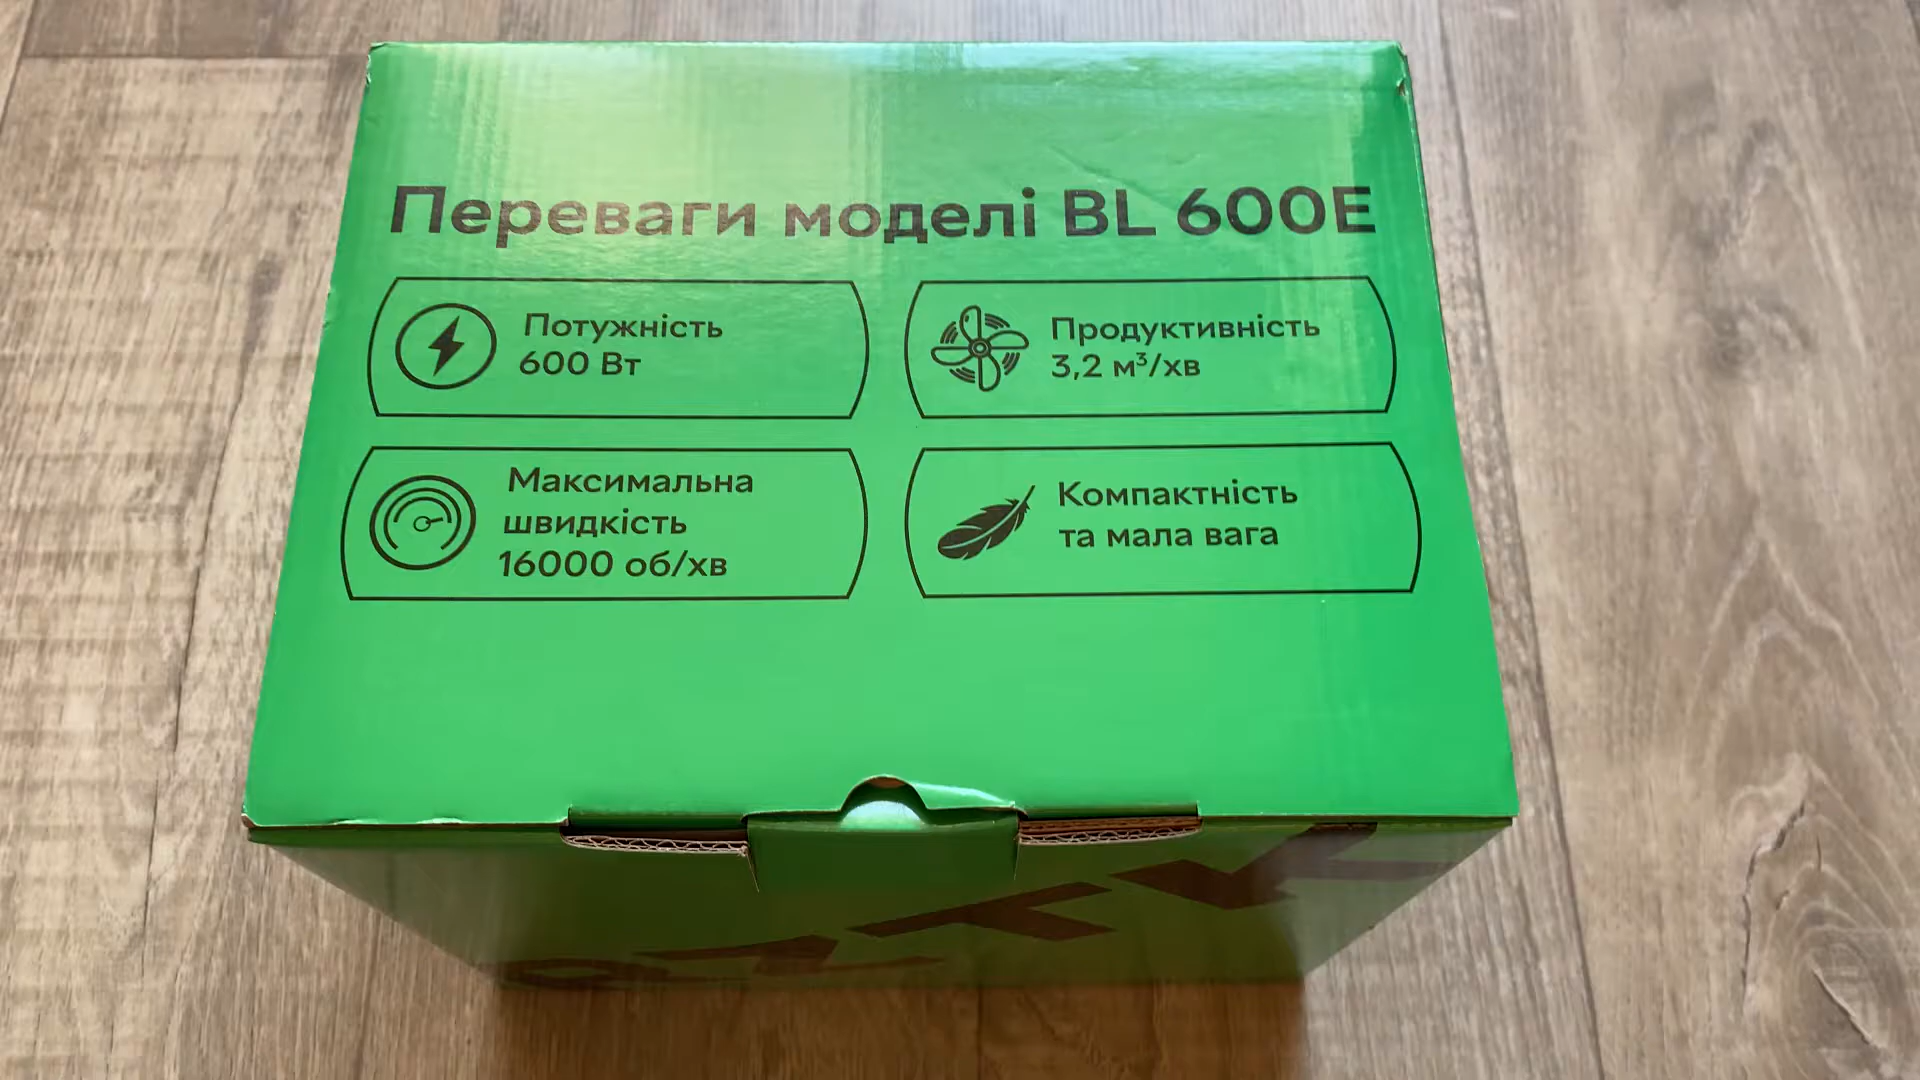 Переваги моделі BL 600E
Потужність
600 Вт
Продуктивність
3,2 м³/хв
Максимальна
швидкість
16000 об/хв
Компактність
та мала вага